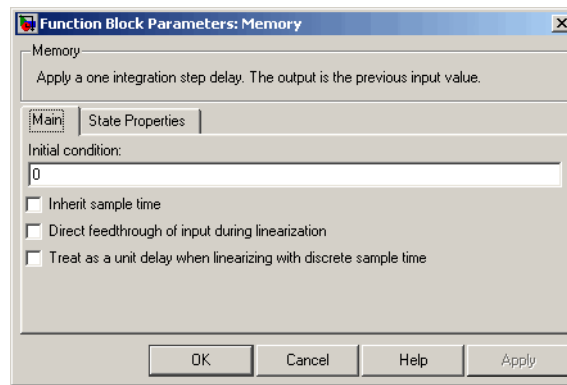 Function Block Parameters: Memory
Memory
Apply a one integration step delay. The output is the previous input value.
Main State Properties
Initial condition:
0
Inherit sample time
Direct feedthrough of input during linearization
Treat as a unit delay when linearizing with discrete sample time
OK Cancel Help Apply